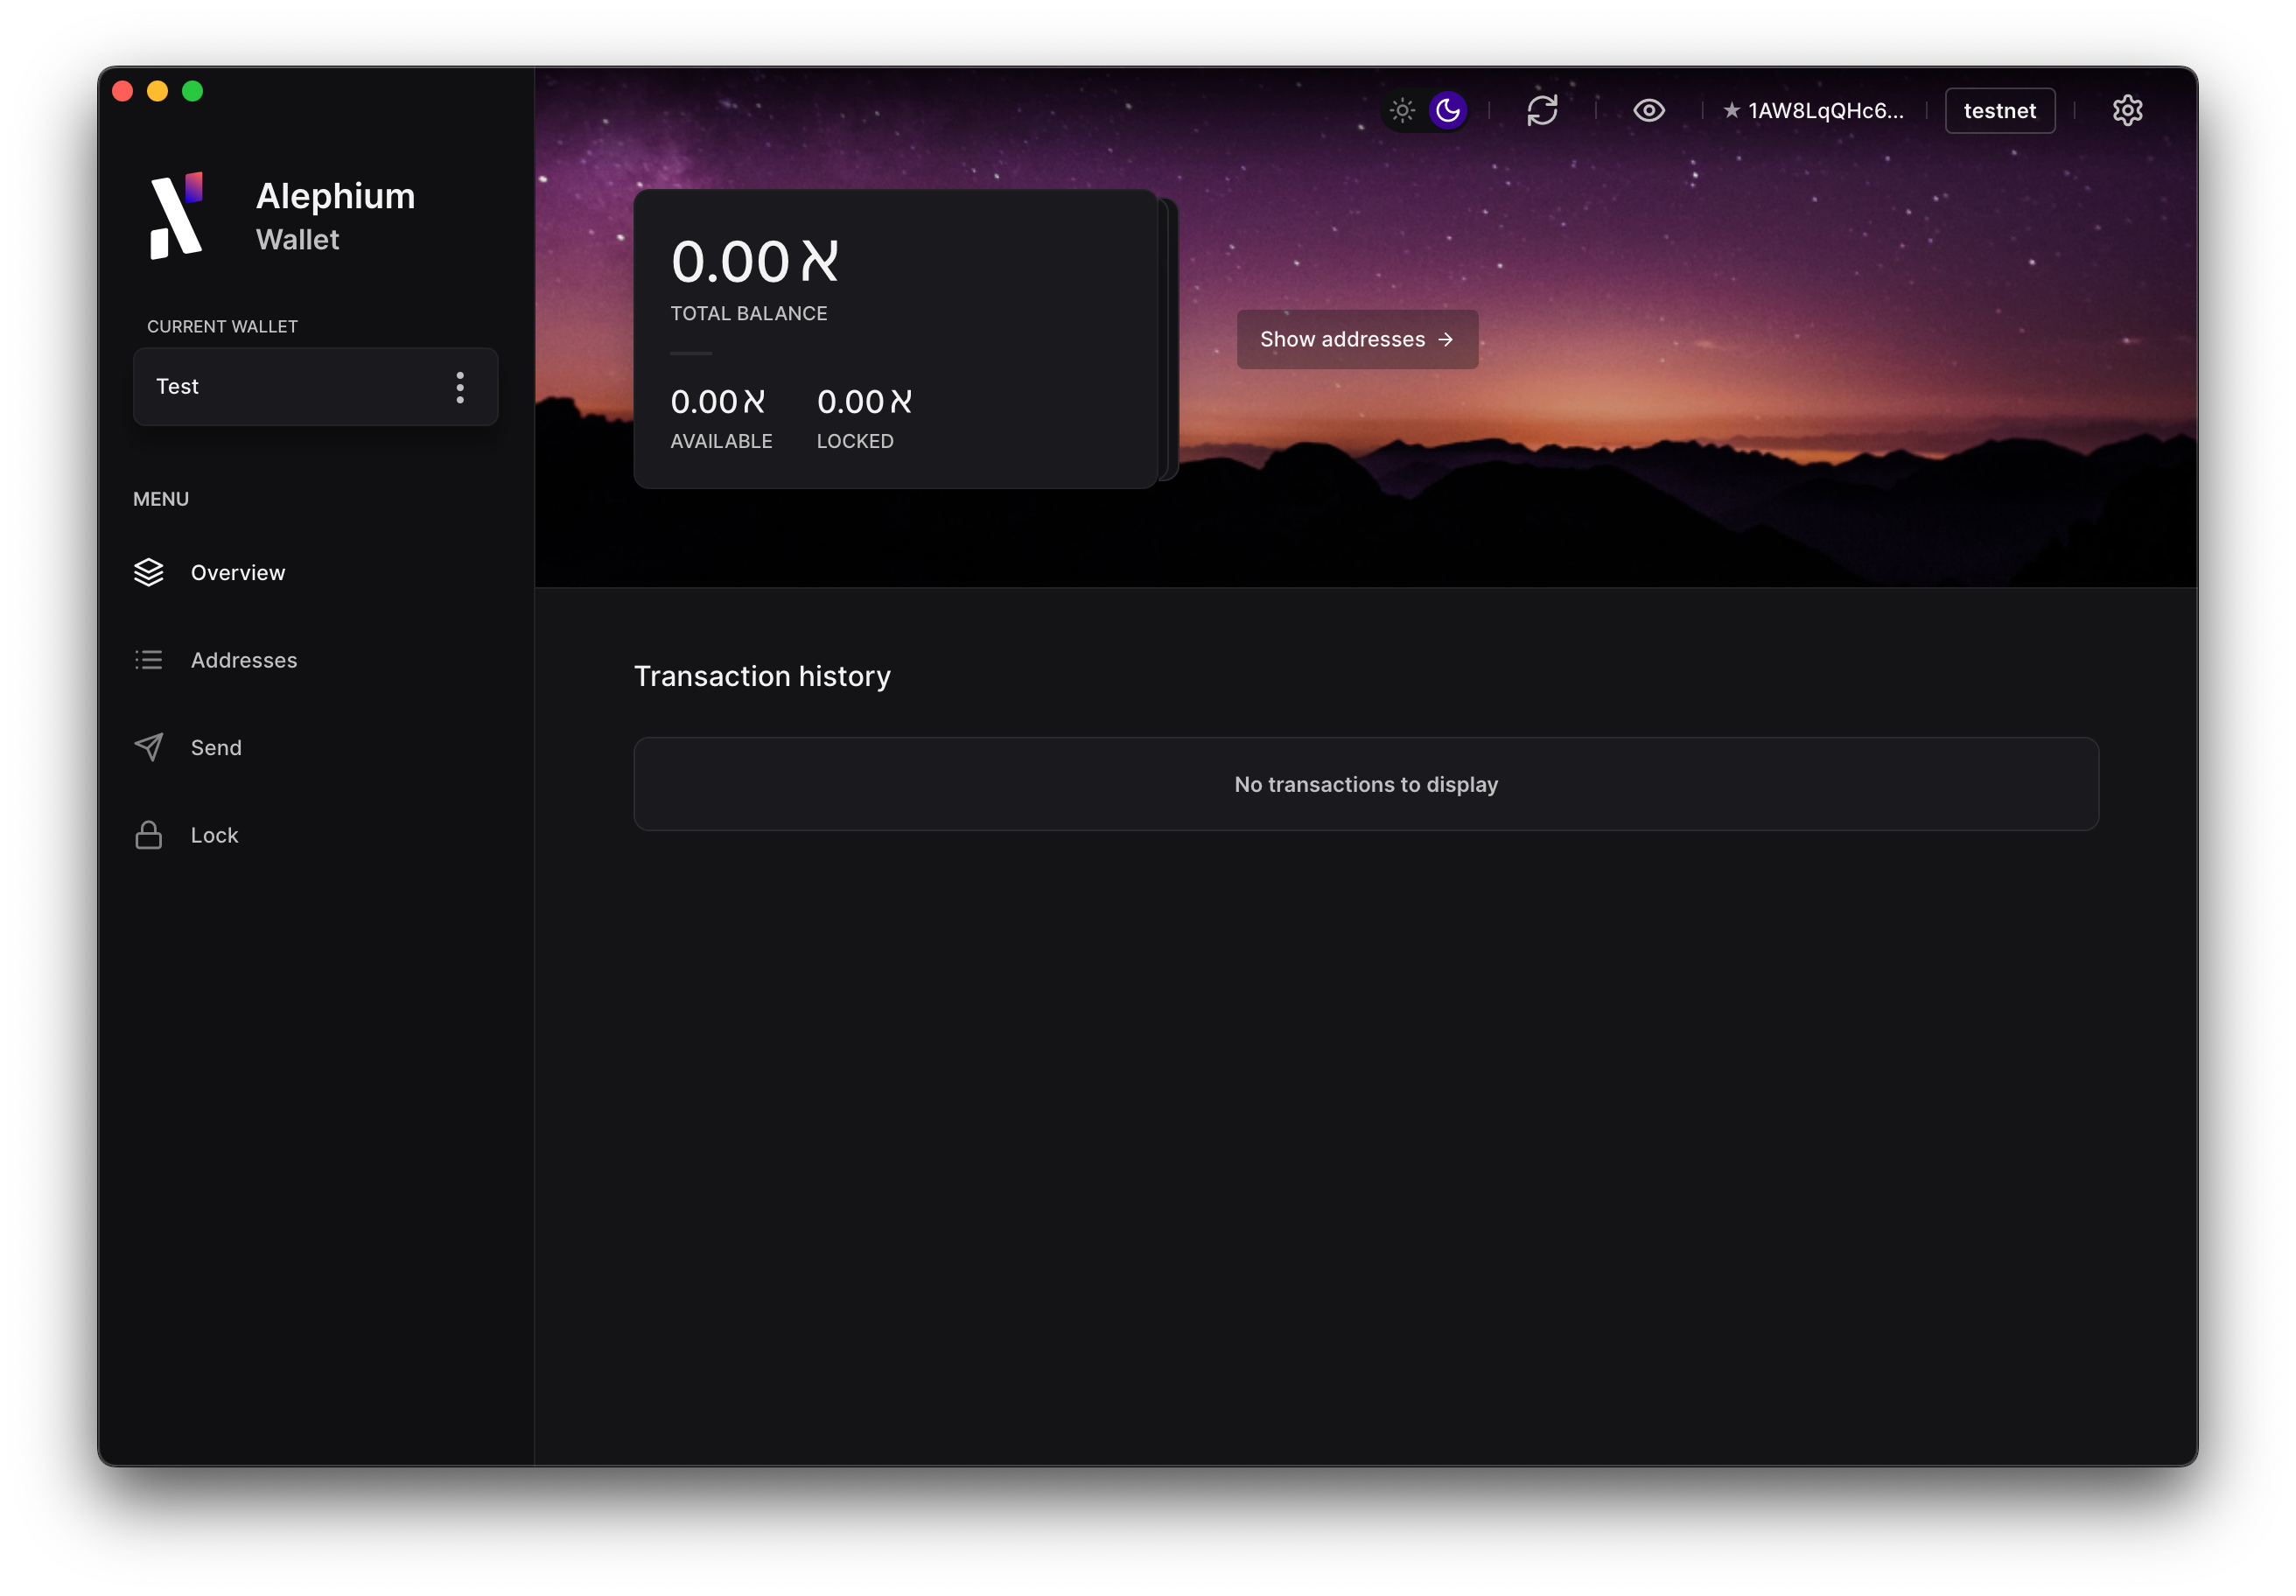 Alephium
Wallet
CURRENT WALLET
Test
MENU
Overview
Addresses
Send
Lock
★ 1AW8LqQHc6...
testnet
0.00 א
TOTAL BALANCE
0.00 א
AVAILABLE
0.00 א
LOCKED
Show addresses →
Transaction history
No transactions to display